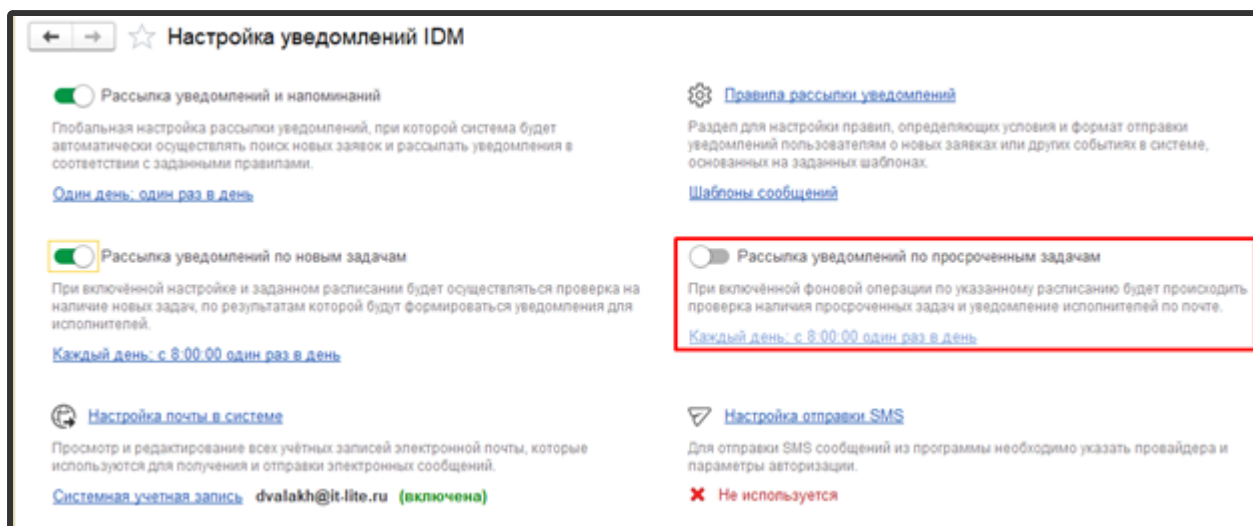 Настройка уведомлений IDM
Рассылка уведомлений и напоминаний
Глобальная настройка рассылки уведомлений, при которой система будет
автоматически осуществлять поиск новых заявок и рассылать уведомления в
соответствии с заданными правилами.
Один день; один раз в день
Правила рассылки уведомлений
Раздел для настройки правил, определяющих условия и формат отправки
уведомлений пользователям о новых заявках или других событиях в системе,
основанных на заданных шаблонах.
Шаблоны сообщений
Рассылка уведомлений по новым задачам
При включённой настройке и заданном расписании будет осуществляться проверка на
наличие новых задач, по результатам которой будут формироваться уведомления для
исполнителей.
Каждый день; с 8:00:00 один раз в день
Рассылка уведомлений по просроченным задачам
При включённой фоновой операции по указанному расписанию будет происходить
проверка наличия просроченных задач и уведомление исполнителей по почте.
Каждый день; с 8:00:00 один раз в день
Настройка почты в системе
Просмотр и редактирование всех учётных записей электронной почты, которые
используются для получения и отправки электронных сообщений.
Системная учетная запись dvalakh@it-lite.ru (включена)
Настройка отправки SMS
Для отправки SMS сообщений из программы необходимо указать провайдера и
параметры авторизации.
Не используется